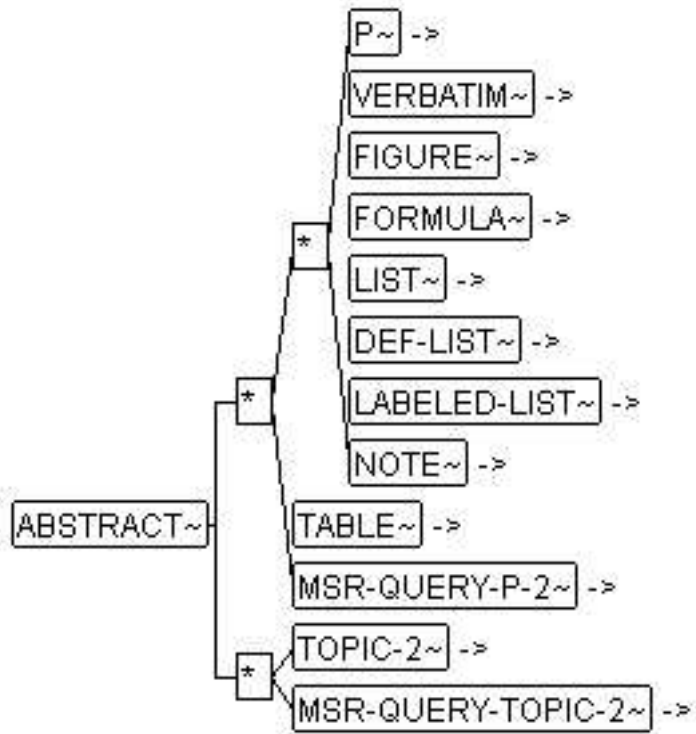 P~ ->
VERBATIM~ ->
FIGURE~ ->
FORMULA~ ->
*
LIST~ ->
DEF-LIST~ ->
*
LABELED-LIST~ ->
NOTE~ ->
ABSTRACT~
TABLE~ ->
MSR-QUERY-P-2~ ->
TOPIC-2~ ->
*
MSR-QUERY-TOPIC-2~ ->